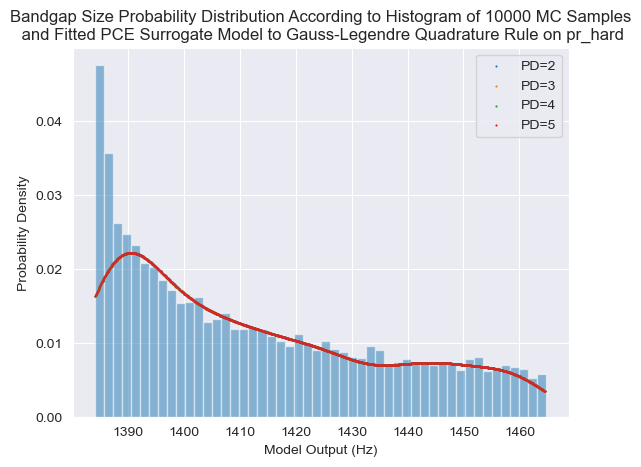 Bandgap Size Probability Distribution According to Histogram of 10000 MC Samples
and Fitted PCE Surrogate Model to Gauss-Legendre Quadrature Rule on pr_hard
PD=2
PD=3
PD=4
PD=5
0.04
0.03
0.02
0.01
0.00
Probability Density
1390 1400 1410 1420 1430 1440 1450 1460
Model Output (Hz)